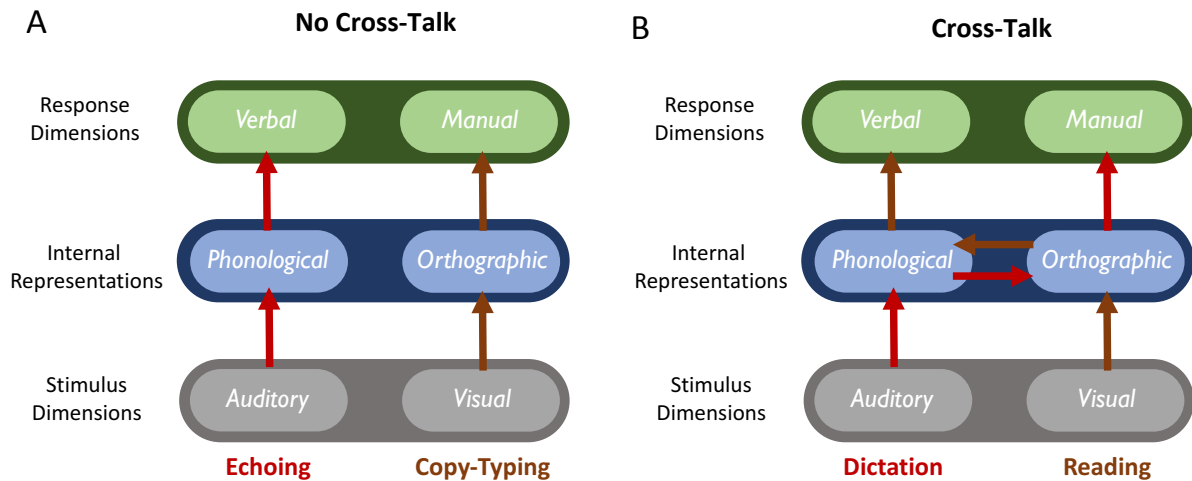 A
No Cross-Talk
Response
Dimensions
Verbal
Manual
Internal
Representations
Phonological
Orthographic
Stimulus
Dimensions
Auditory
Visual
Echoing
Copy-Typing
B
Cross-Talk
Response
Dimensions
Verbal
Manual
Internal
Representations
Phonological
Orthographic
Stimulus
Dimensions
Auditory
Visual
Dictation
Reading